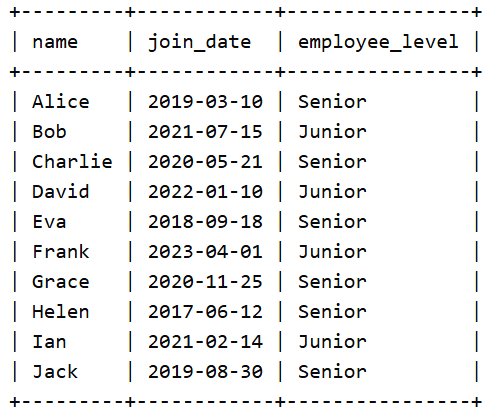 +---------+------------+----------------+
| name    | join_date  | employee_level |
+---------+------------+----------------+
| Alice   | 2019-03-10 | Senior         |
| Bob     | 2021-07-15 | Junior         |
| Charlie | 2020-05-21 | Senior         |
| David   | 2022-01-10 | Junior         |
| Eva     | 2018-09-18 | Senior         |
| Frank   | 2023-04-01 | Junior         |
| Grace   | 2020-11-25 | Senior         |
| Helen   | 2017-06-12 | Senior         |
| Ian     | 2021-02-14 | Junior         |
| Jack    | 2019-08-30 | Senior         |
+---------+------------+----------------+